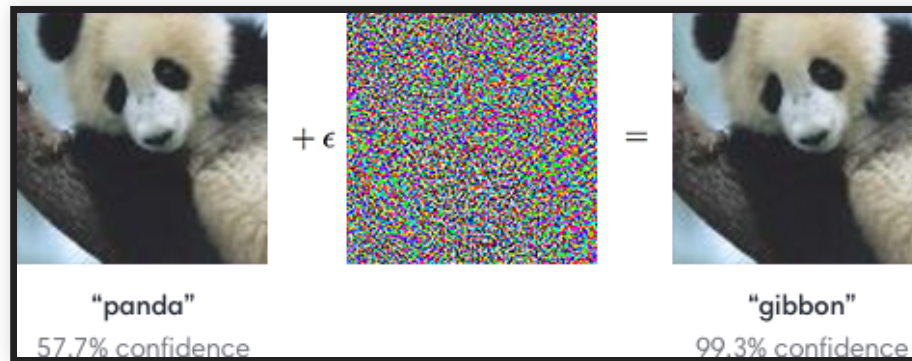 + ϵ =
“panda” “gibbon”
57.7% confidence 99.3% confidence